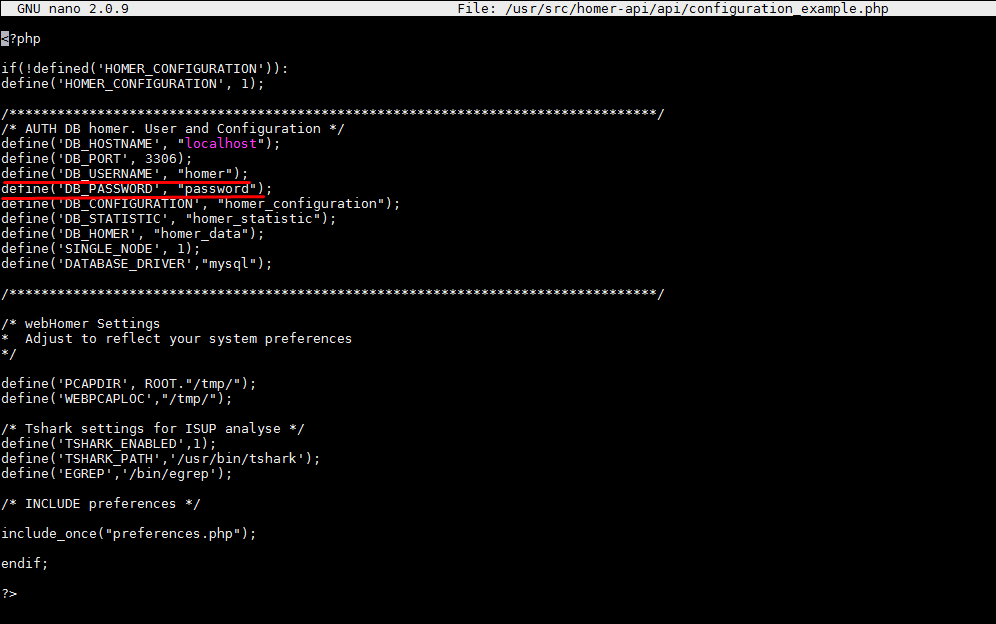 GNU nano 2.0.9 File: /usr/src/homer-api/api/configuration_example.php
<?php
if(!defined('HOMER_CONFIGURATION')):
define('HOMER_CONFIGURATION', 1);
/*********************************************************************************/
/* AUTH DB homer. User and Configuration */
define('DB_HOSTNAME', "localhost");
define('DB_PORT', 3306);
define('DB_USERNAME', "homer");
define('DB_PASSWORD', "password");
define('DB_CONFIGURATION', "homer_configuration");
define('DB_STATISTIC', "homer_statistic");
define('DB_HOMER', "homer_data");
define('SINGLE_NODE', 1);
define('DATABASE_DRIVER',"mysql");
/*********************************************************************************/
/* webHomer Settings
*  Adjust to reflect your system preferences
*/
define('PCAPDIR', ROOT."/tmp/");
define('WEBPCAPLOC',"/tmp/");
/* Tshark settings for ISUP analyse */
define('TSHARK_ENABLED',1);
define('TSHARK_PATH','/usr/bin/tshark');
define('EGREP','/bin/egrep');
/* INCLUDE preferences */
include_once("preferences.php");
endif;
?>